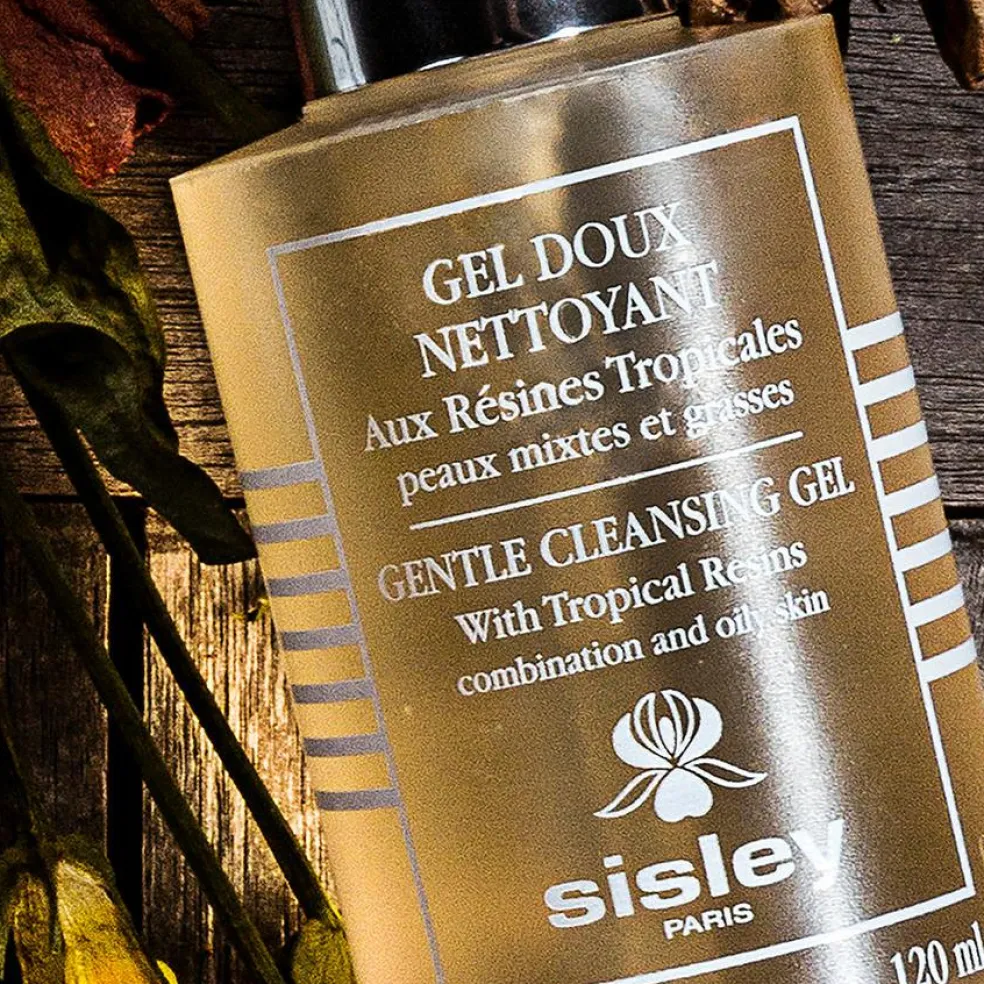 GEL DOUX
NETTOYANT
Aux Résines Tropicales
peaux mixtes et grasses
GENTLE CLEANSING GEL
With Tropical Resins
combination and oily skin
sisley
PARIS
120 ml